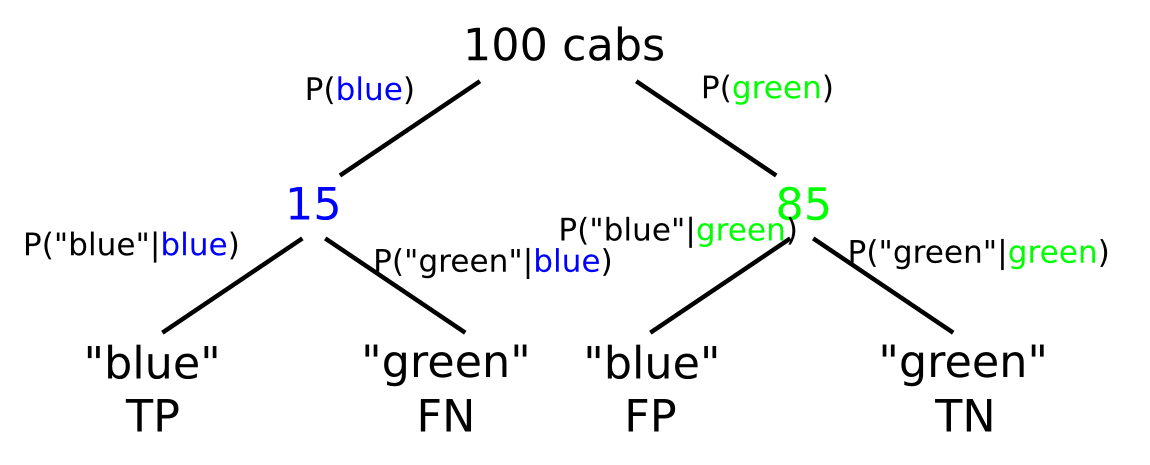 100 cabs
P(blue)
P(green)
15
85
P("blue"|blue)
P("green"|blue)
P("blue"|green)
P("green"|green)
"blue"
TP
"green"
FN
"blue"
FP
"green"
TN